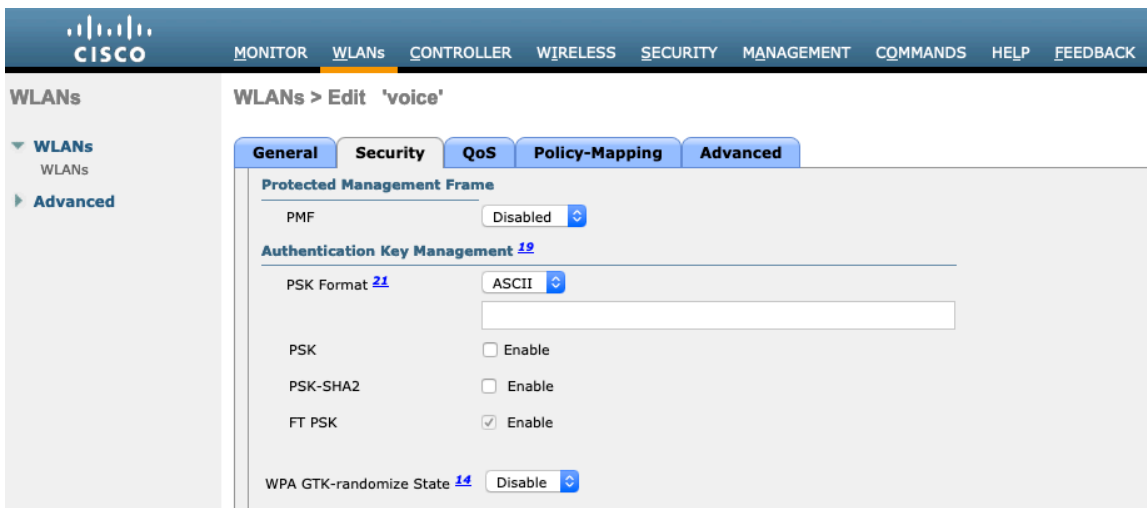 CISCO
MONITOR WLANs CONTROLLER WIRELESS SECURITY MANAGEMENT COMMANDS HELP FEEDBACK
WLANs
WLANs
WLANs
Advanced
WLANs > Edit 'voice'
General Security QoS Policy-Mapping Advanced
Protected Management Frame
PMF Disabled
Authentication Key Management 19
PSK Format 21 ASCII
PSK Enable
PSK-SHA2 Enable
FT PSK Enable
WPA GTK-randomize State 14 Disable